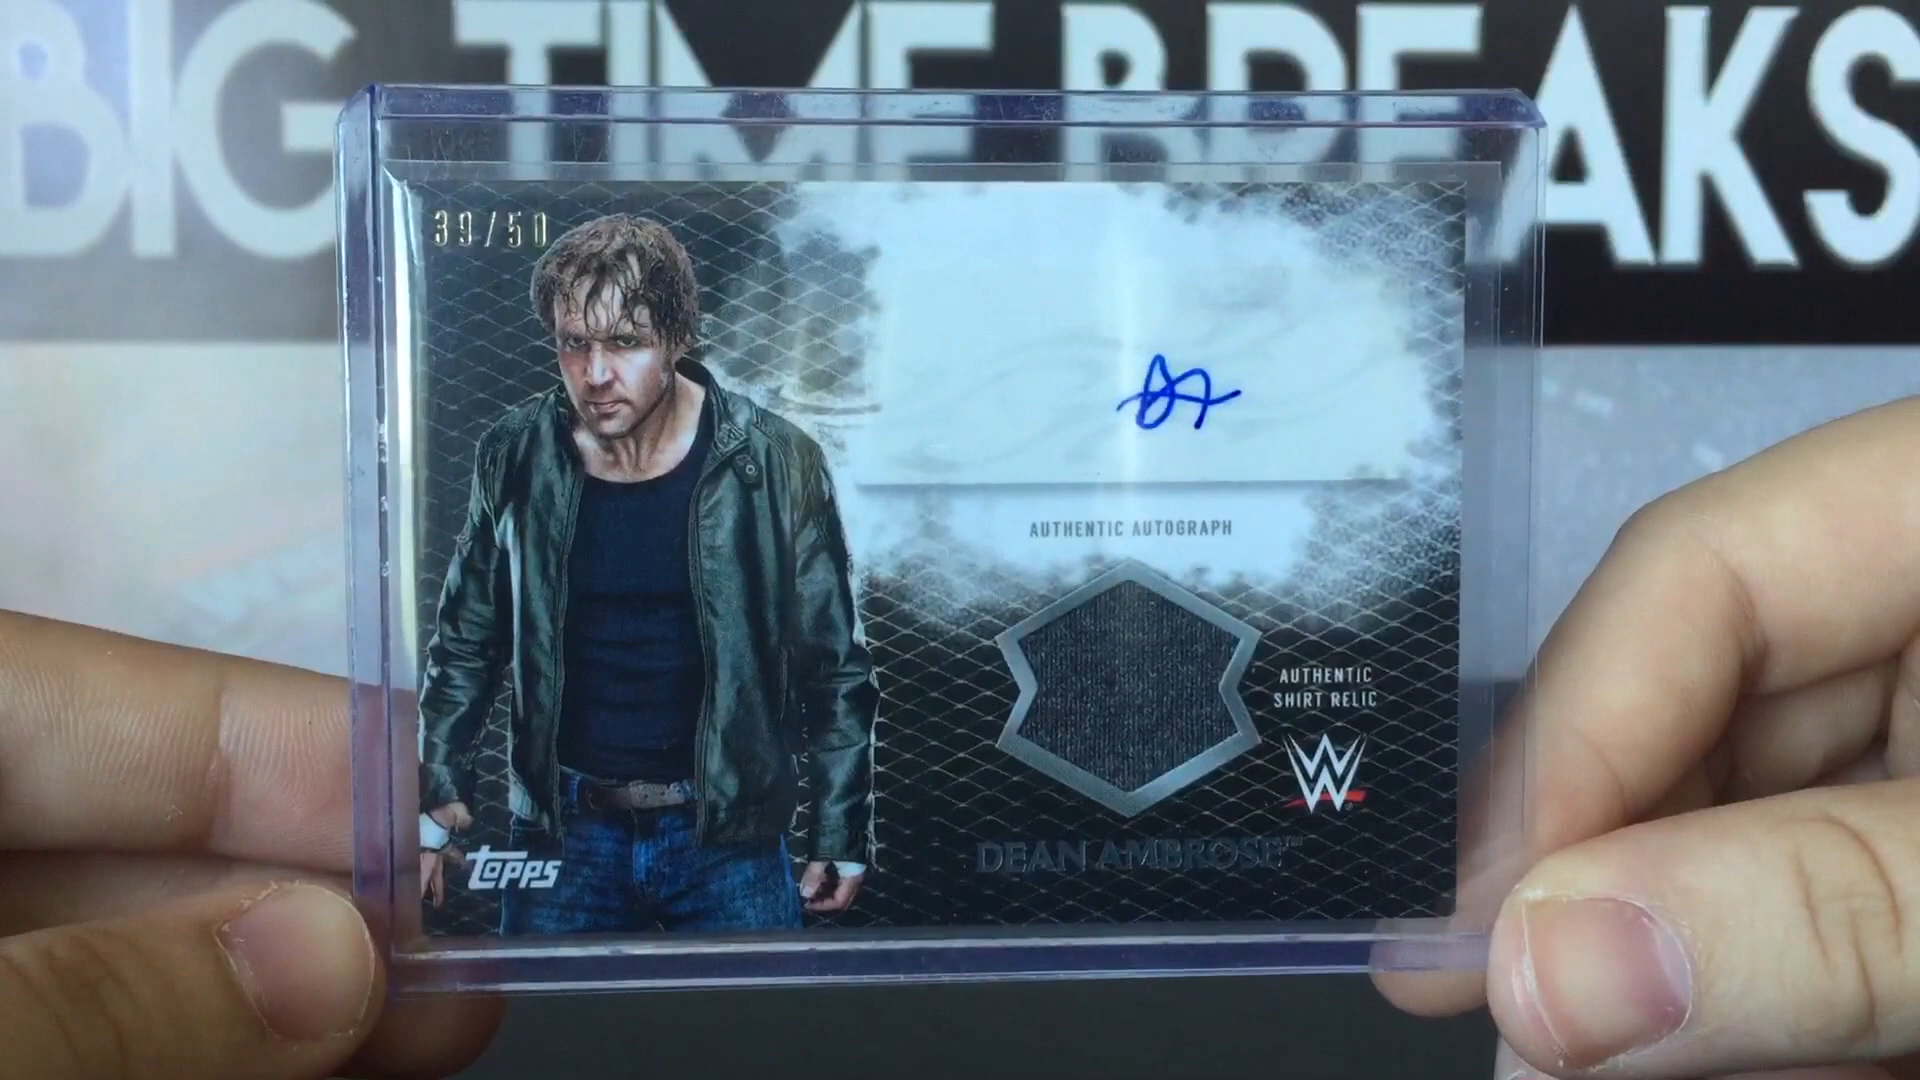 BIG TIME BREAKS
39/50
AUTHENTIC AUTOGRAPH
AUTHENTIC
SHIRT RELIC
W
DEAN AMBROSE™
topps